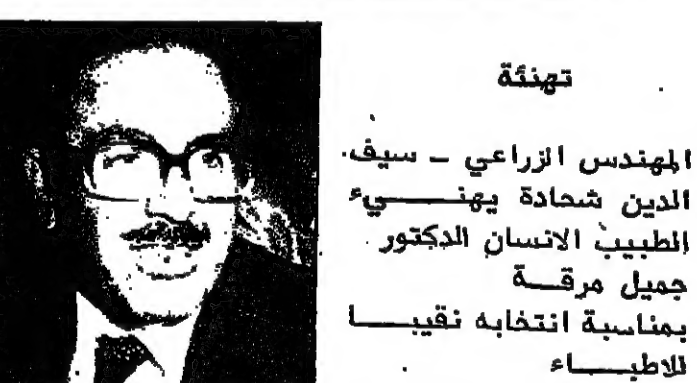 تهنئة
المهندس الزراعي - سيف
الدين شحادة يهنيء
الطبيب الانسان الدكتور
جميل مرقة
بمناسبة انتخابه نقيبا
للاطباء